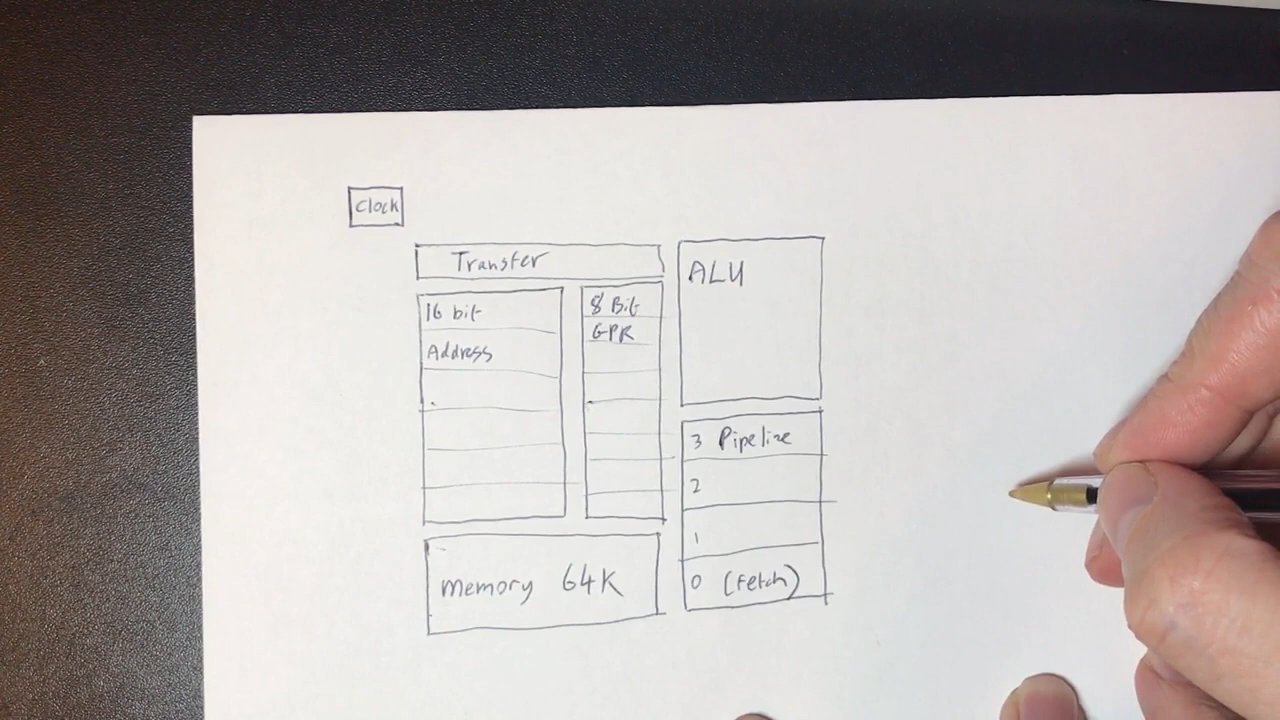 Clock
Transfer
16 bit
Address
8 Bit
GPR
ALU
3 Pipeline
2
1
0 (Fetch)
Memory 64K